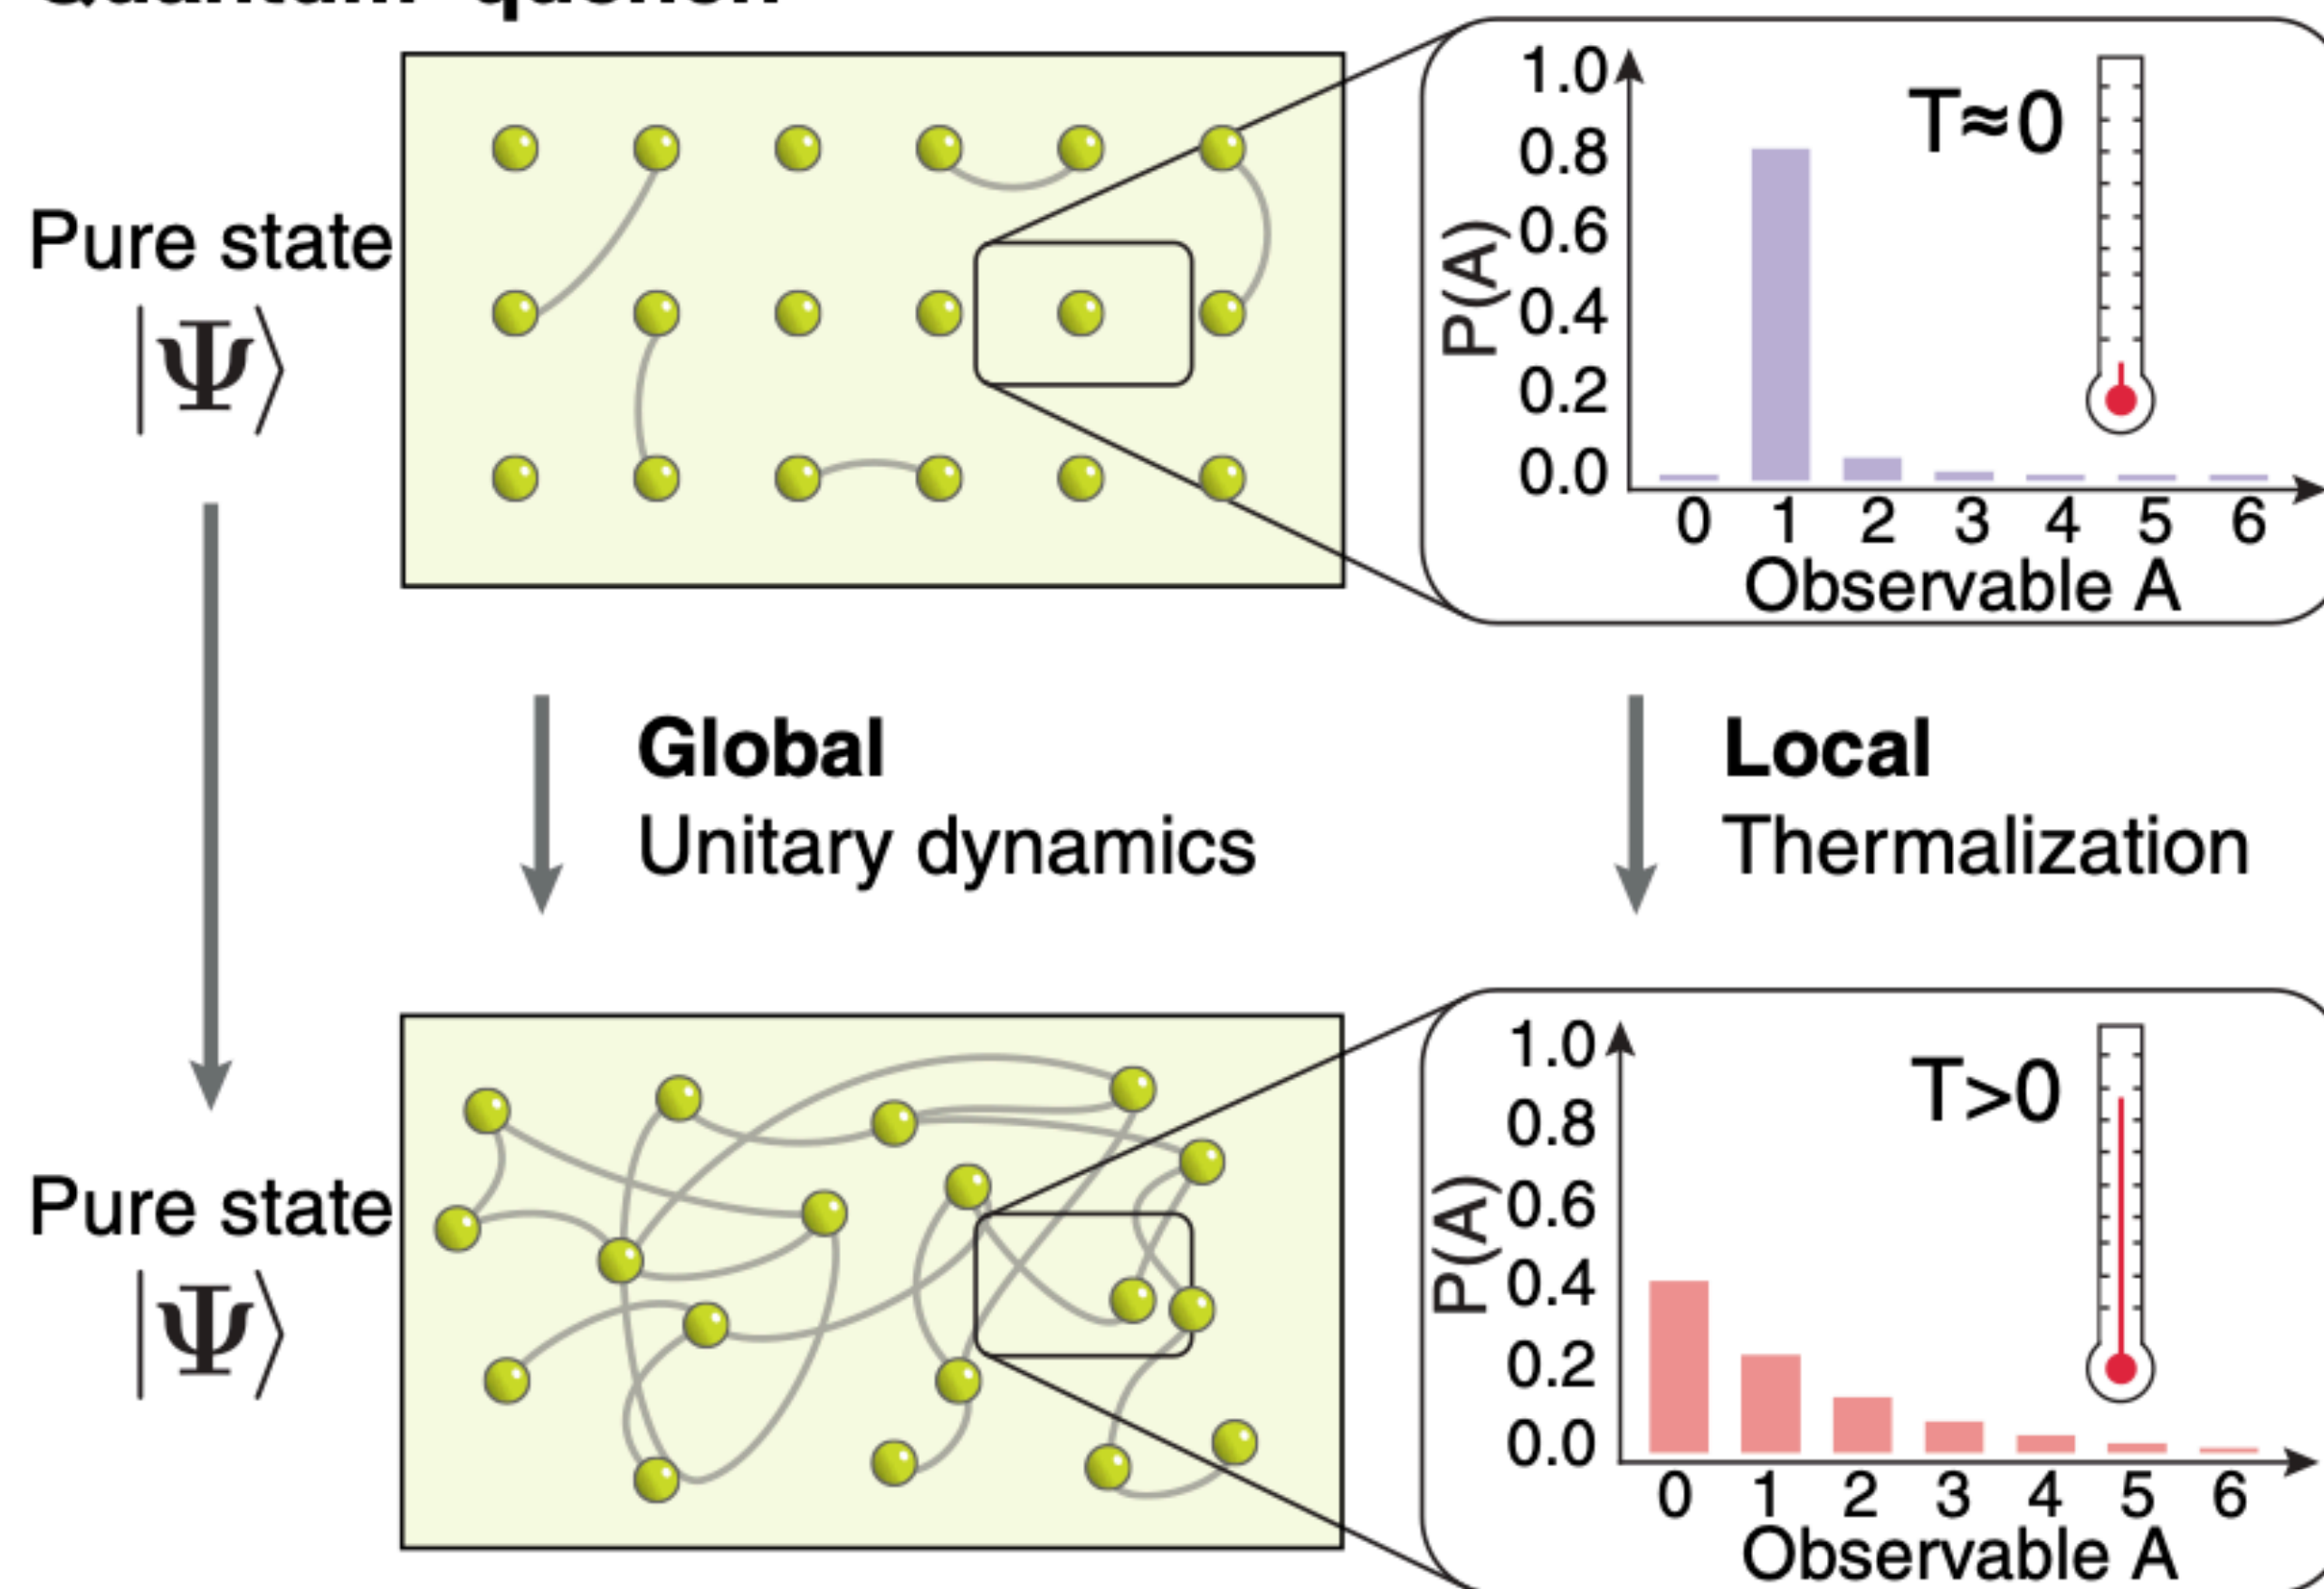 Quantum quench
1.0
0.8
0.6
0.4
0.2
0.0
P(A)
T≈0
0 1 2 3 4 5 6
Observable A
Pure state
|Ψ⟩
Global
Unitary dynamics
Local
Thermalization
Pure state
|Ψ⟩
1.0
0.8
0.6
0.4
0.2
0.0
P(A)
T>0
0 1 2 3 4 5 6
Observable A